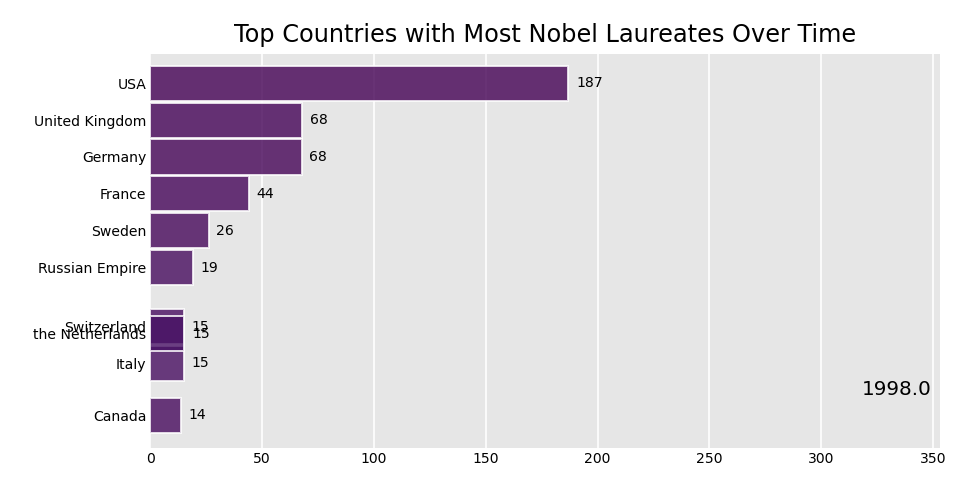 Top Countries with Most Nobel Laureates Over Time
USA 187
United Kingdom 68
Germany 68
France 44
Sweden 26
Russian Empire 19
Switzerland 15
the Netherlands 15
Italy 15
1998.0
Canada 14
0 50 100 150 200 250 300 350